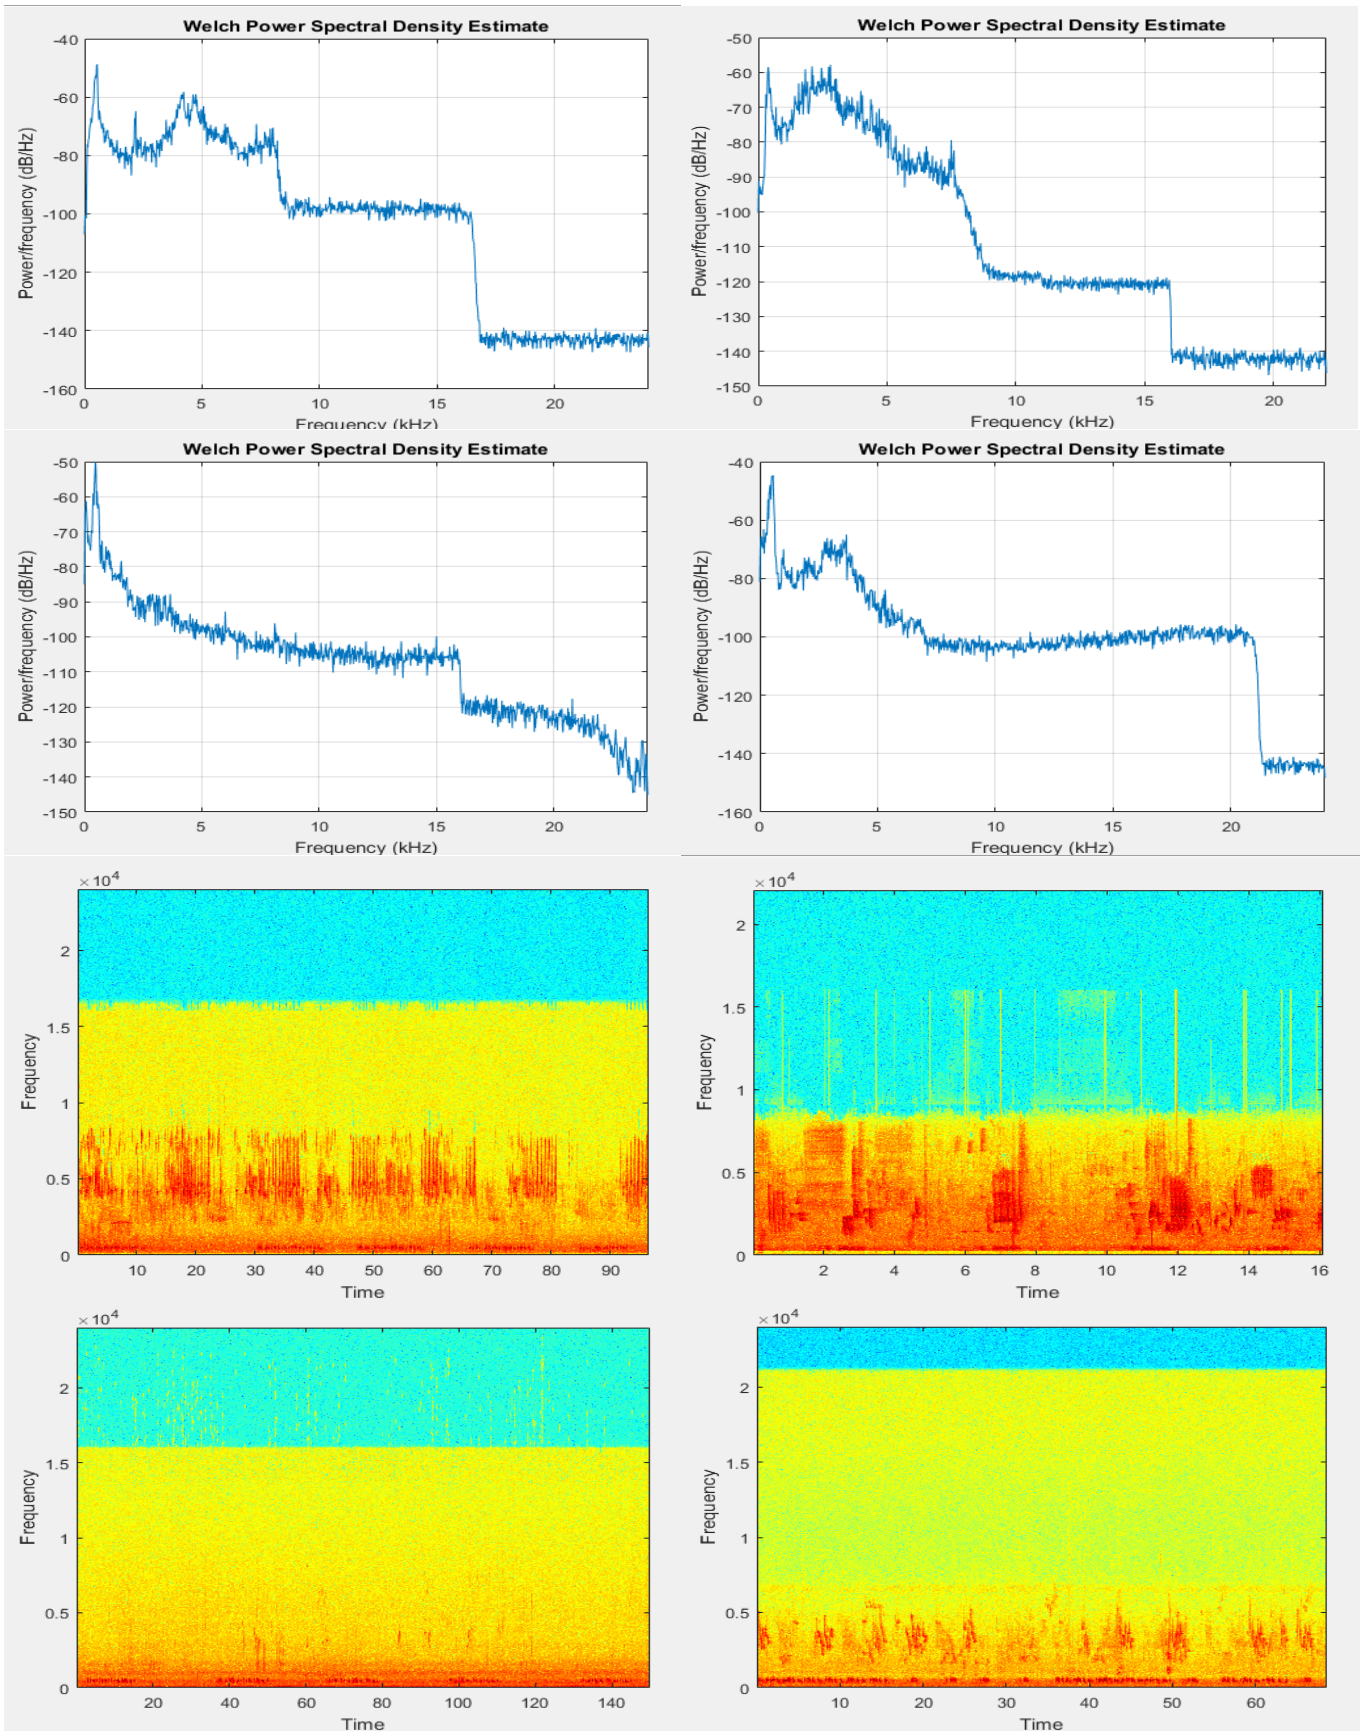 Welch Power Spectral Density Estimate
-40
-60
-80
-100
-120
-140
-160
Power/frequency (dB/Hz)
0 5 10 15 20
Frequency (kHz)
Welch Power Spectral Density Estimate
-50
-60
-70
-80
-90
-100
-110
-120
-130
-140
-150
Power/frequency (dB/Hz)
0 5 10 15 20
Frequency (kHz)
Welch Power Spectral Density Estimate
-50
-60
-70
-80
-90
-100
-110
-120
-130
-140
-150
Power/frequency (dB/Hz)
0 5 10 15 20
Frequency (kHz)
Welch Power Spectral Density Estimate
-40
-60
-80
-100
-120
-140
-160
Power/frequency (dB/Hz)
0 5 10 15 20
Frequency (kHz)
×10⁴
2
1.5
1
0.5
0
Frequency
10 20 30 40 50 60 70 80 90
Time
×10⁴
2
1.5
1
0.5
0
Frequency
2 4 6 8 10 12 14 16
Time
×10⁴
2
1.5
1
0.5
0
Frequency
20 40 60 80 100 120 140
Time
×10⁴
2
1.5
1
0.5
0
Frequency
10 20 30 40 50 60
Time